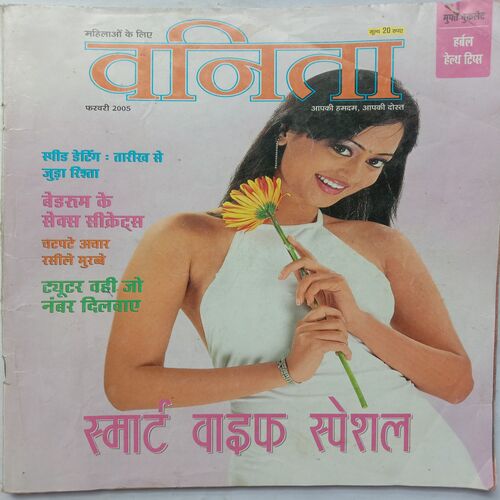 महिलाओं के लिए
मूल्य 20 रुपए
मुफ्त बुकलेट
हर्बल
हेल्थ टिप्स
वनिता
फरवरी 2005
आपकी हमदम, आपकी दोस्त
स्पीड डेटिंग : तारीख से
जुड़ा रिश्ता
बेडरूम के
सेक्स सीक्रेट्स
चटपटे अचार
रसीले मुरब्बे
ट्यूटर वही जो
नंबर दिलवाए
स्मार्ट वाइफ स्पेशल